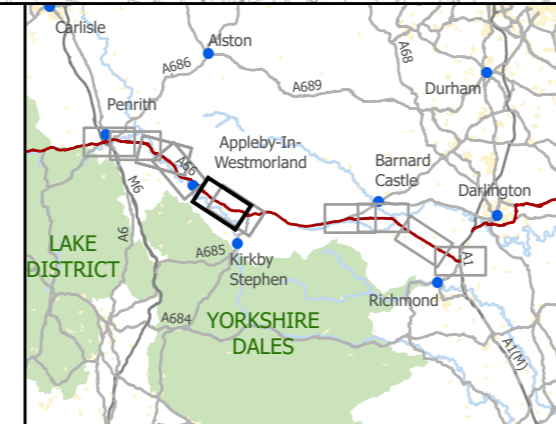 Carlisle
Alston
A686
A689
A68
Durham
Penrith
Appleby-In-
Westmorland
A66
Barnard
Castle
Darlington
M6
A6
LAKE
DISTRICT
A685
Kirkby
Stephen
A1
Richmond
A684
YORKSHIRE
DALES
A1(M)